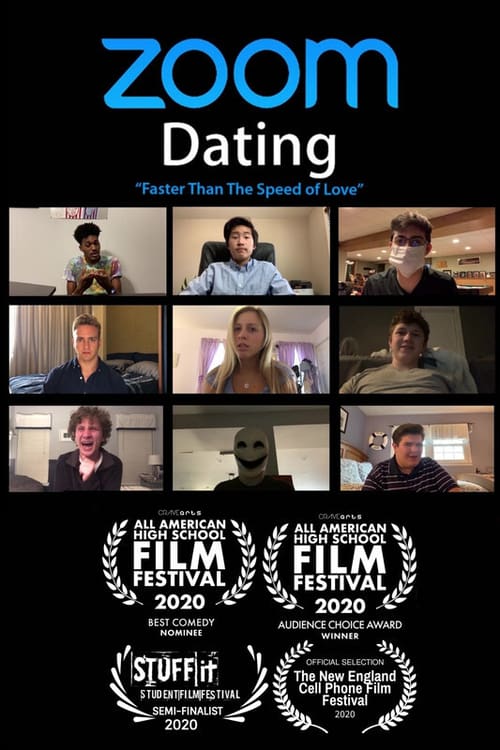 zoom
Dating
“Faster Than The Speed of Love”
CRAVEarts
ALL AMERICAN
HIGH SCHOOL
FILM
FESTIVAL
2020
BEST COMEDY
NOMINEE
CRAVEarts
ALL AMERICAN
HIGH SCHOOL
FILM
FESTIVAL
2020
AUDIENCE CHOICE AWARD
WINNER
STUFF it
STUDENT|FILM|FESTIVAL
SEMI-FINALIST
2020
OFFICIAL SELECTION
The New England
Cell Phone Film
Festival
2020